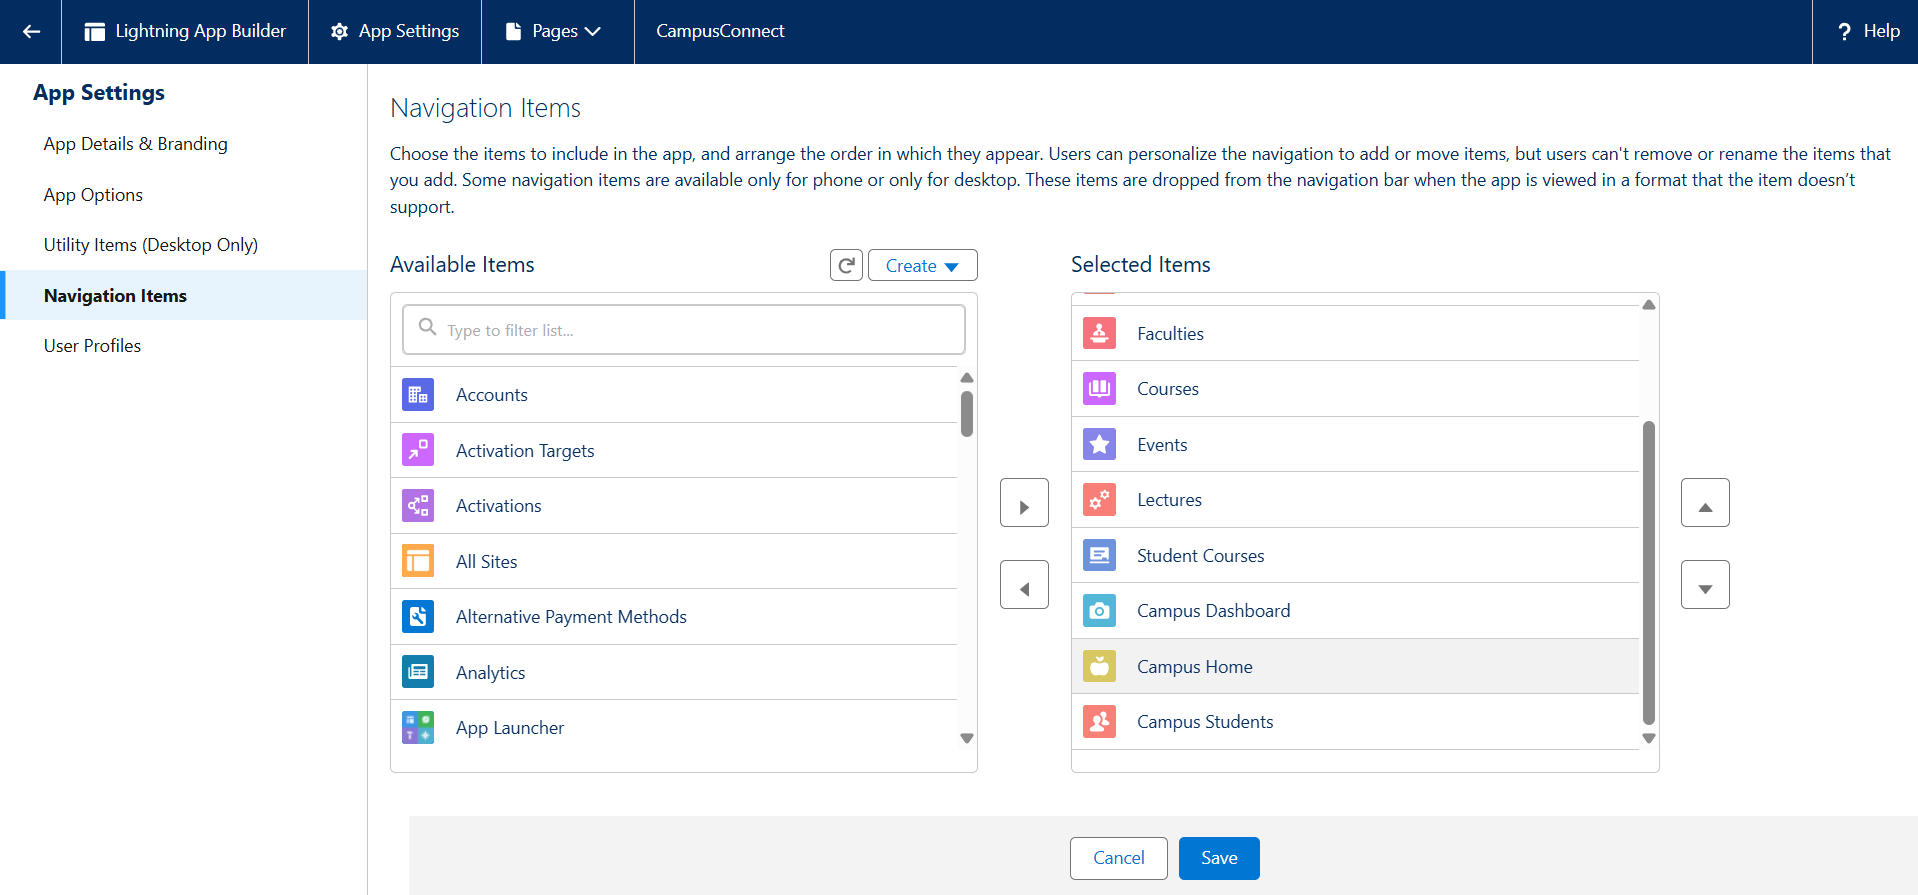 Lightning App Builder
App Settings
Pages
CampusConnect
? Help
App Settings
App Details & Branding
App Options
Utility Items (Desktop Only)
Navigation Items
User Profiles
Navigation Items
Choose the items to include in the app, and arrange the order in which they appear. Users can personalize the navigation to add or move items, but users can't remove or rename the items that
you add. Some navigation items are available only for phone or only for desktop. These items are dropped from the navigation bar when the app is viewed in a format that the item doesn’t
support.
Available Items
Create
Type to filter list...
Accounts
Activation Targets
Activations
All Sites
Alternative Payment Methods
Analytics
App Launcher
Selected Items
Faculties
Courses
Events
Lectures
Student Courses
Campus Dashboard
Campus Home
Campus Students
Cancel
Save